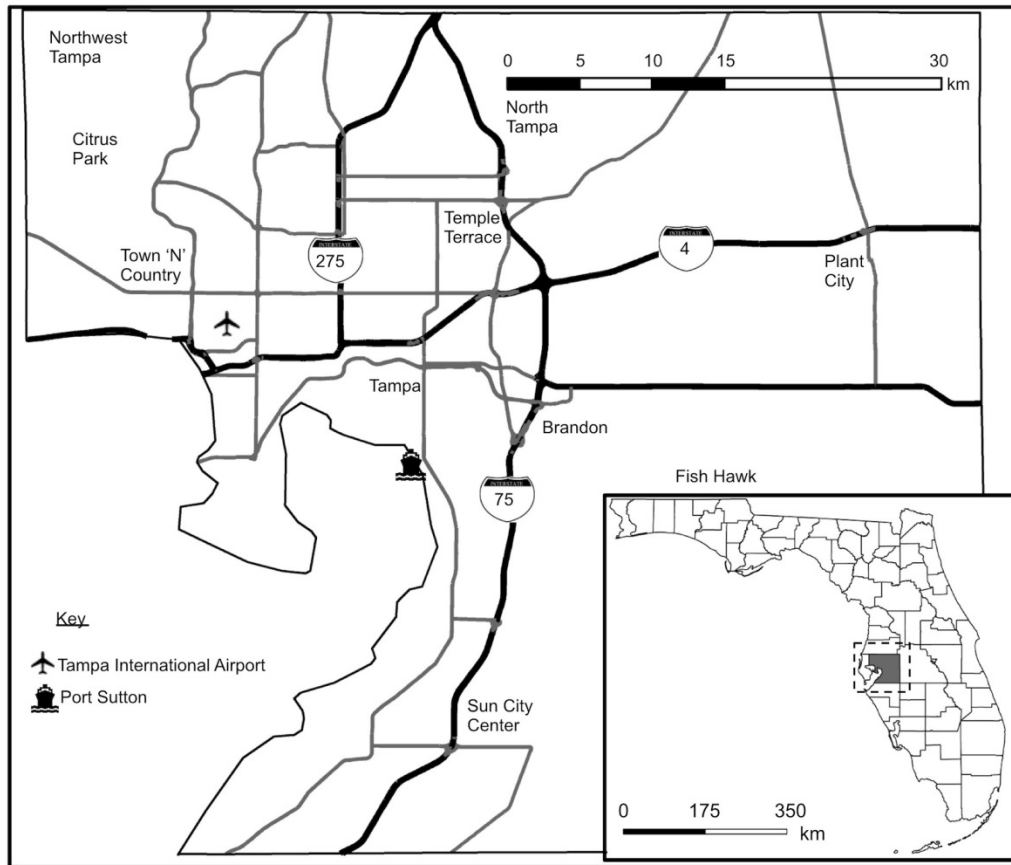 Northwest
Tampa
0 5 10 15 30
km
North
Tampa
Citrus
Park
Temple
Terrace
Town ‘N’
Country
INTERSTATE
275
INTERSTATE
4
Plant
City
Tampa
Brandon
Fish Hawk
INTERSTATE
75
Key
Tampa International Airport
Port Sutton
Sun City
Center
0 175 350
km